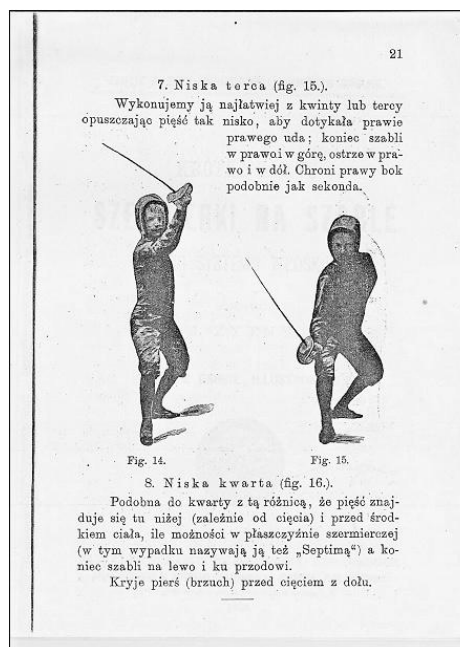 21
7. Niska terca (fig. 15.).
Wykonujemy ją najłatwiej z kwinty lub tercy
opuszczając pięść tak nisko, aby dotykała prawie
prawego uda; koniec szabli
w prawo i w górę, ostrze w pra-
wo i w dół. Chroni prawy bok
podobnie jak sekonda.
Fig. 14.
Fig. 15.
8. Niska kwarta (fig. 16.).
Podobna do kwarty z tą różnicą, że pięść znaj-
duje się tu niżej (zależnie od cięcia) i przed środ-
kiem ciała, ile możności w płaszczyźnie szermierczej
(w tym wypadku nazywają ją też „Septimą") a ko-
niec szabli na lewo i ku przodowi.
Kryje pierś (brzuch) przed cięciem z dołu.